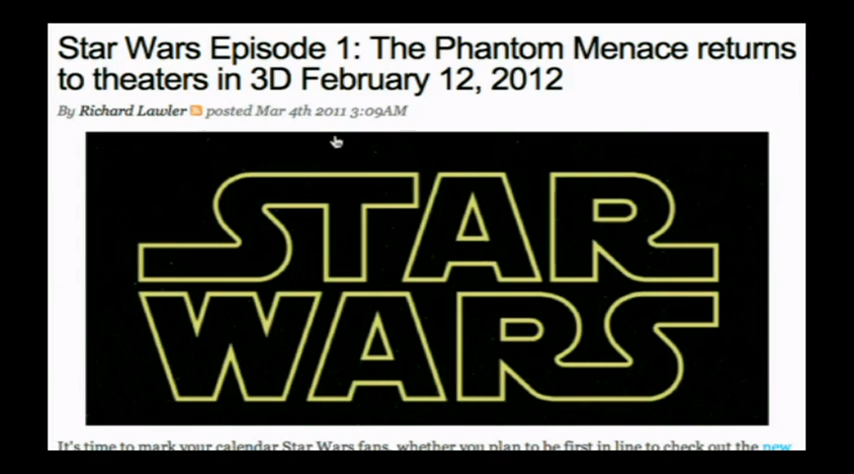 Star Wars Episode 1: The Phantom Menace returns
to theaters in 3D February 12, 2012
By Richard Lawler posted Mar 4th 2011 3:09AM
STAR
WARS
It's time to mark your calendar Star Wars fans, whether you plan to be first in line to check out the new